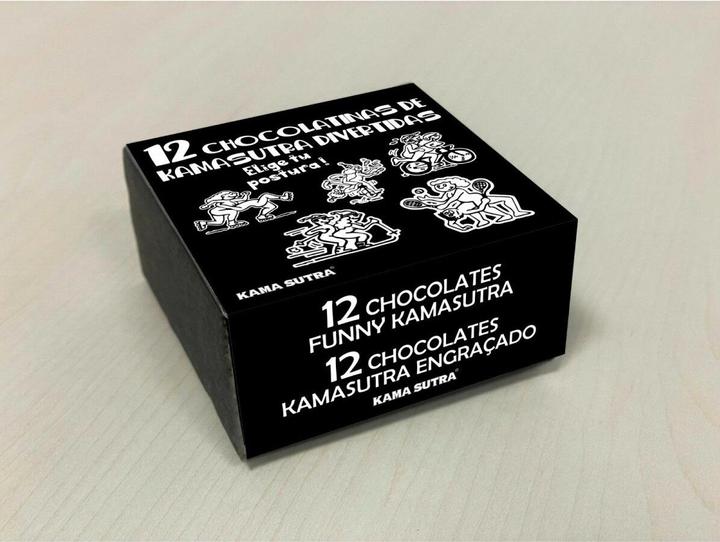 12 CHOCOLATINAS DE
KAMASUTRA DIVERTIDAS
Elige tu
postura!
KAMA SUTRA®
12 CHOCOLATES
FUNNY KAMASUTRA
12 CHOCOLATES
KAMASUTRA ENGRAÇADO
KAMA SUTRA®